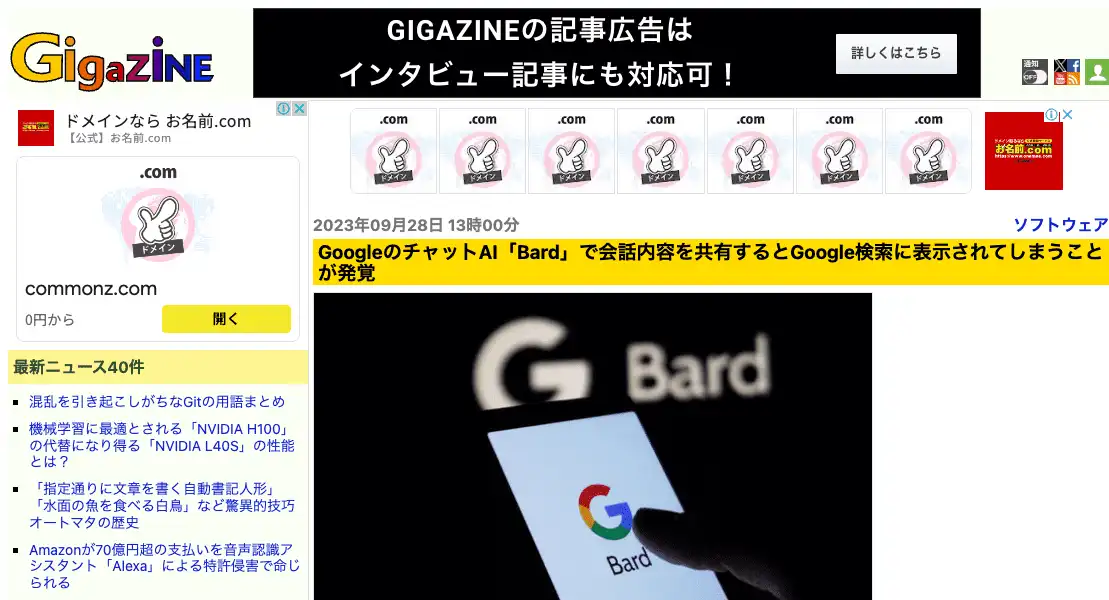 GIGAZINE
GIGAZINEの記事広告は
インタビュー記事にも対応可！
詳しくはこちら
通知
OFF
ドメインなら お名前.com
【公式】お名前.com
.com
ドメイン
commonz.com
0円から
開く
.com
ドメイン
.com
ドメイン
.com
ドメイン
.com
ドメイン
.com
ドメイン
.com
ドメイン
.com
ドメイン
お名前.com
2023年09月28日 13時00分
ソフトウェア
GoogleのチャットAI「Bard」で会話内容を共有するとGoogle検索に表示されてしまうこと
が発覚
G Bard
G
Bard
最新ニュース40件
混乱を引き起こしがちなGitの用語まとめ
機械学習に最適とされる「NVIDIA H100」
の代替になり得る「NVIDIA L40S」の性能
とは？
「指定通りに文章を書く自動書記人形」
「水面の魚を食べる白鳥」など驚異的技巧
オートマタの歴史
Amazonが70億円超の支払いを音声認識ア
シスタント「Alexa」による特許侵害で命じ
られる